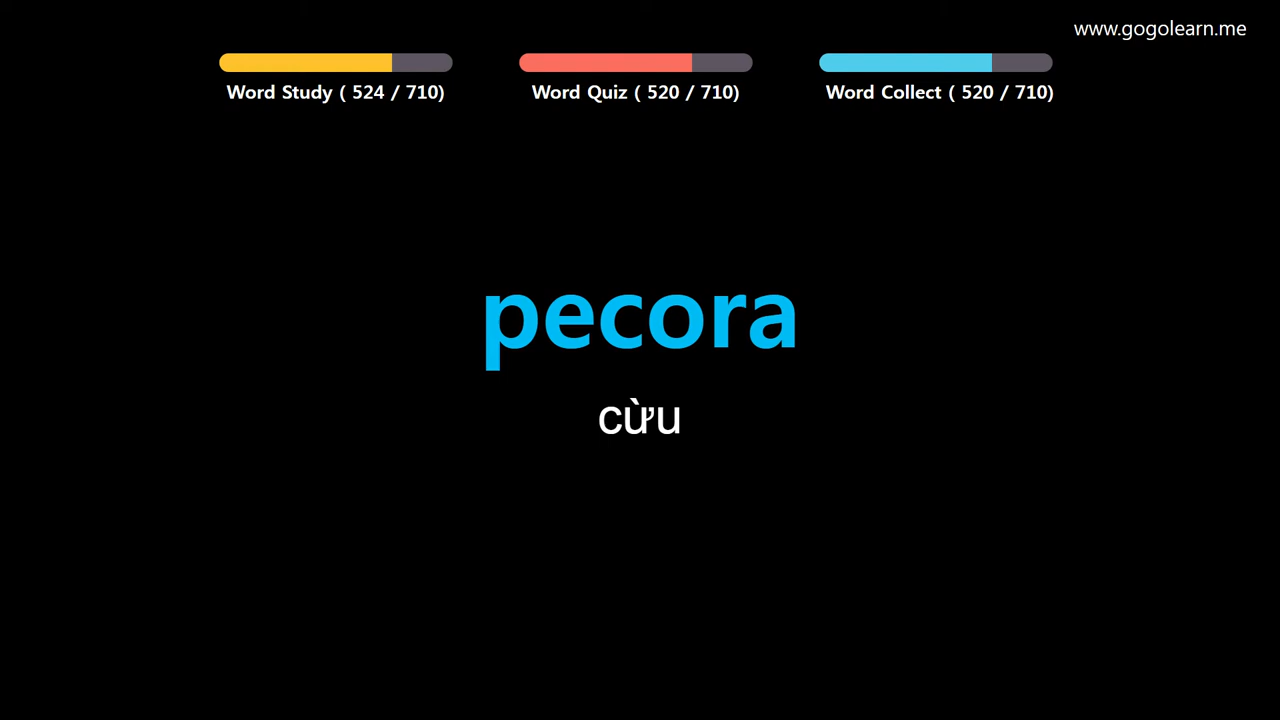 www.gogolearn.me
Word Study ( 524 / 710)
Word Quiz ( 520 / 710)
Word Collect ( 520 / 710)
pecora
cừu